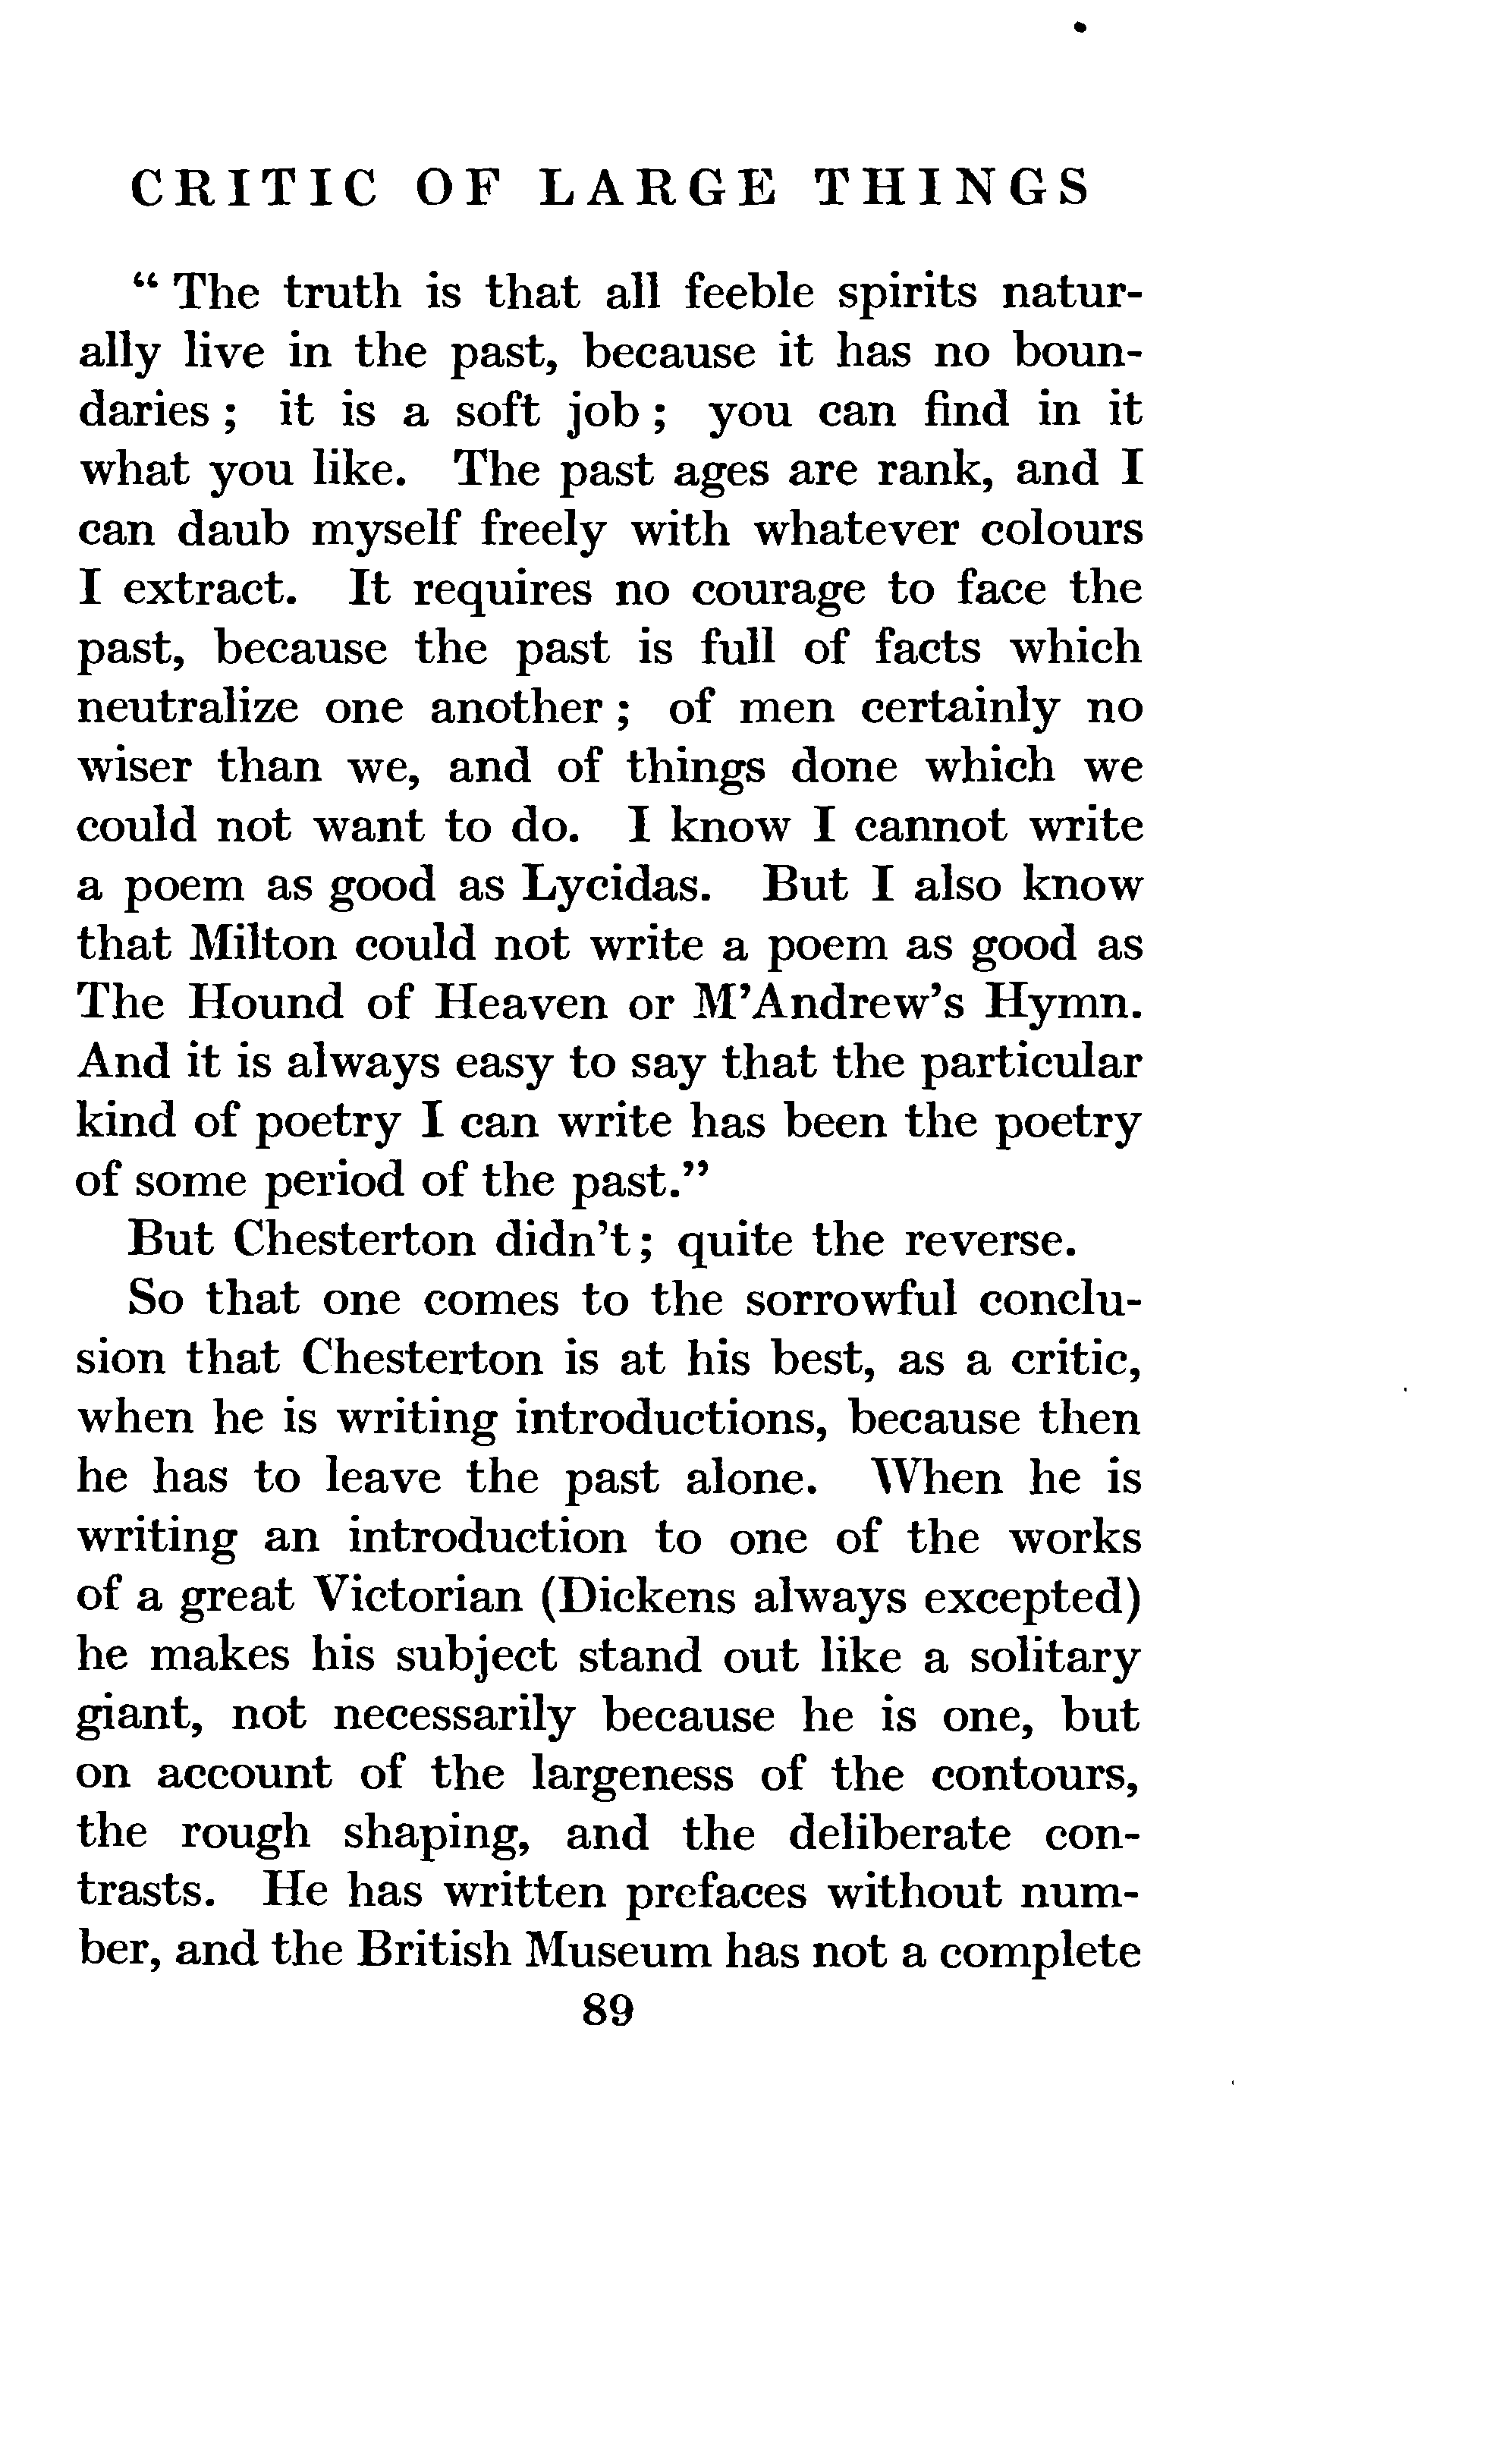 CRITIC OF LARGE THINGS
“ The truth is that all feeble spirits natur-
ally live in the past, because it has no boun-
daries ; it is a soft job ; you can find in it
what you like. The past ages are rank, and I
can daub myself freely with whatever colours
I extract. It requires no courage to face the
past, because the past is full of facts which
neutralize one another ; of men certainly no
wiser than we, and of things done which we
could not want to do. I know I cannot write
a poem as good as Lycidas. But I also know
that Milton could not write a poem as good as
The Hound of Heaven or M’Andrew’s Hymn.
And it is always easy to say that the particular
kind of poetry I can write has been the poetry
of some period of the past.”
But Chesterton didn’t ; quite the reverse.
So that one comes to the sorrowful conclu-
sion that Chesterton is at his best, as a critic,
when he is writing introductions, because then
he has to leave the past alone. When he is
writing an introduction to one of the works
of a great Victorian (Dickens always excepted)
he makes his subject stand out like a solitary
giant, not necessarily because he is one, but
on account of the largeness of the contours,
the rough shaping, and the deliberate con-
trasts. He has written prefaces without num-
ber, and the British Museum has not a complete
89